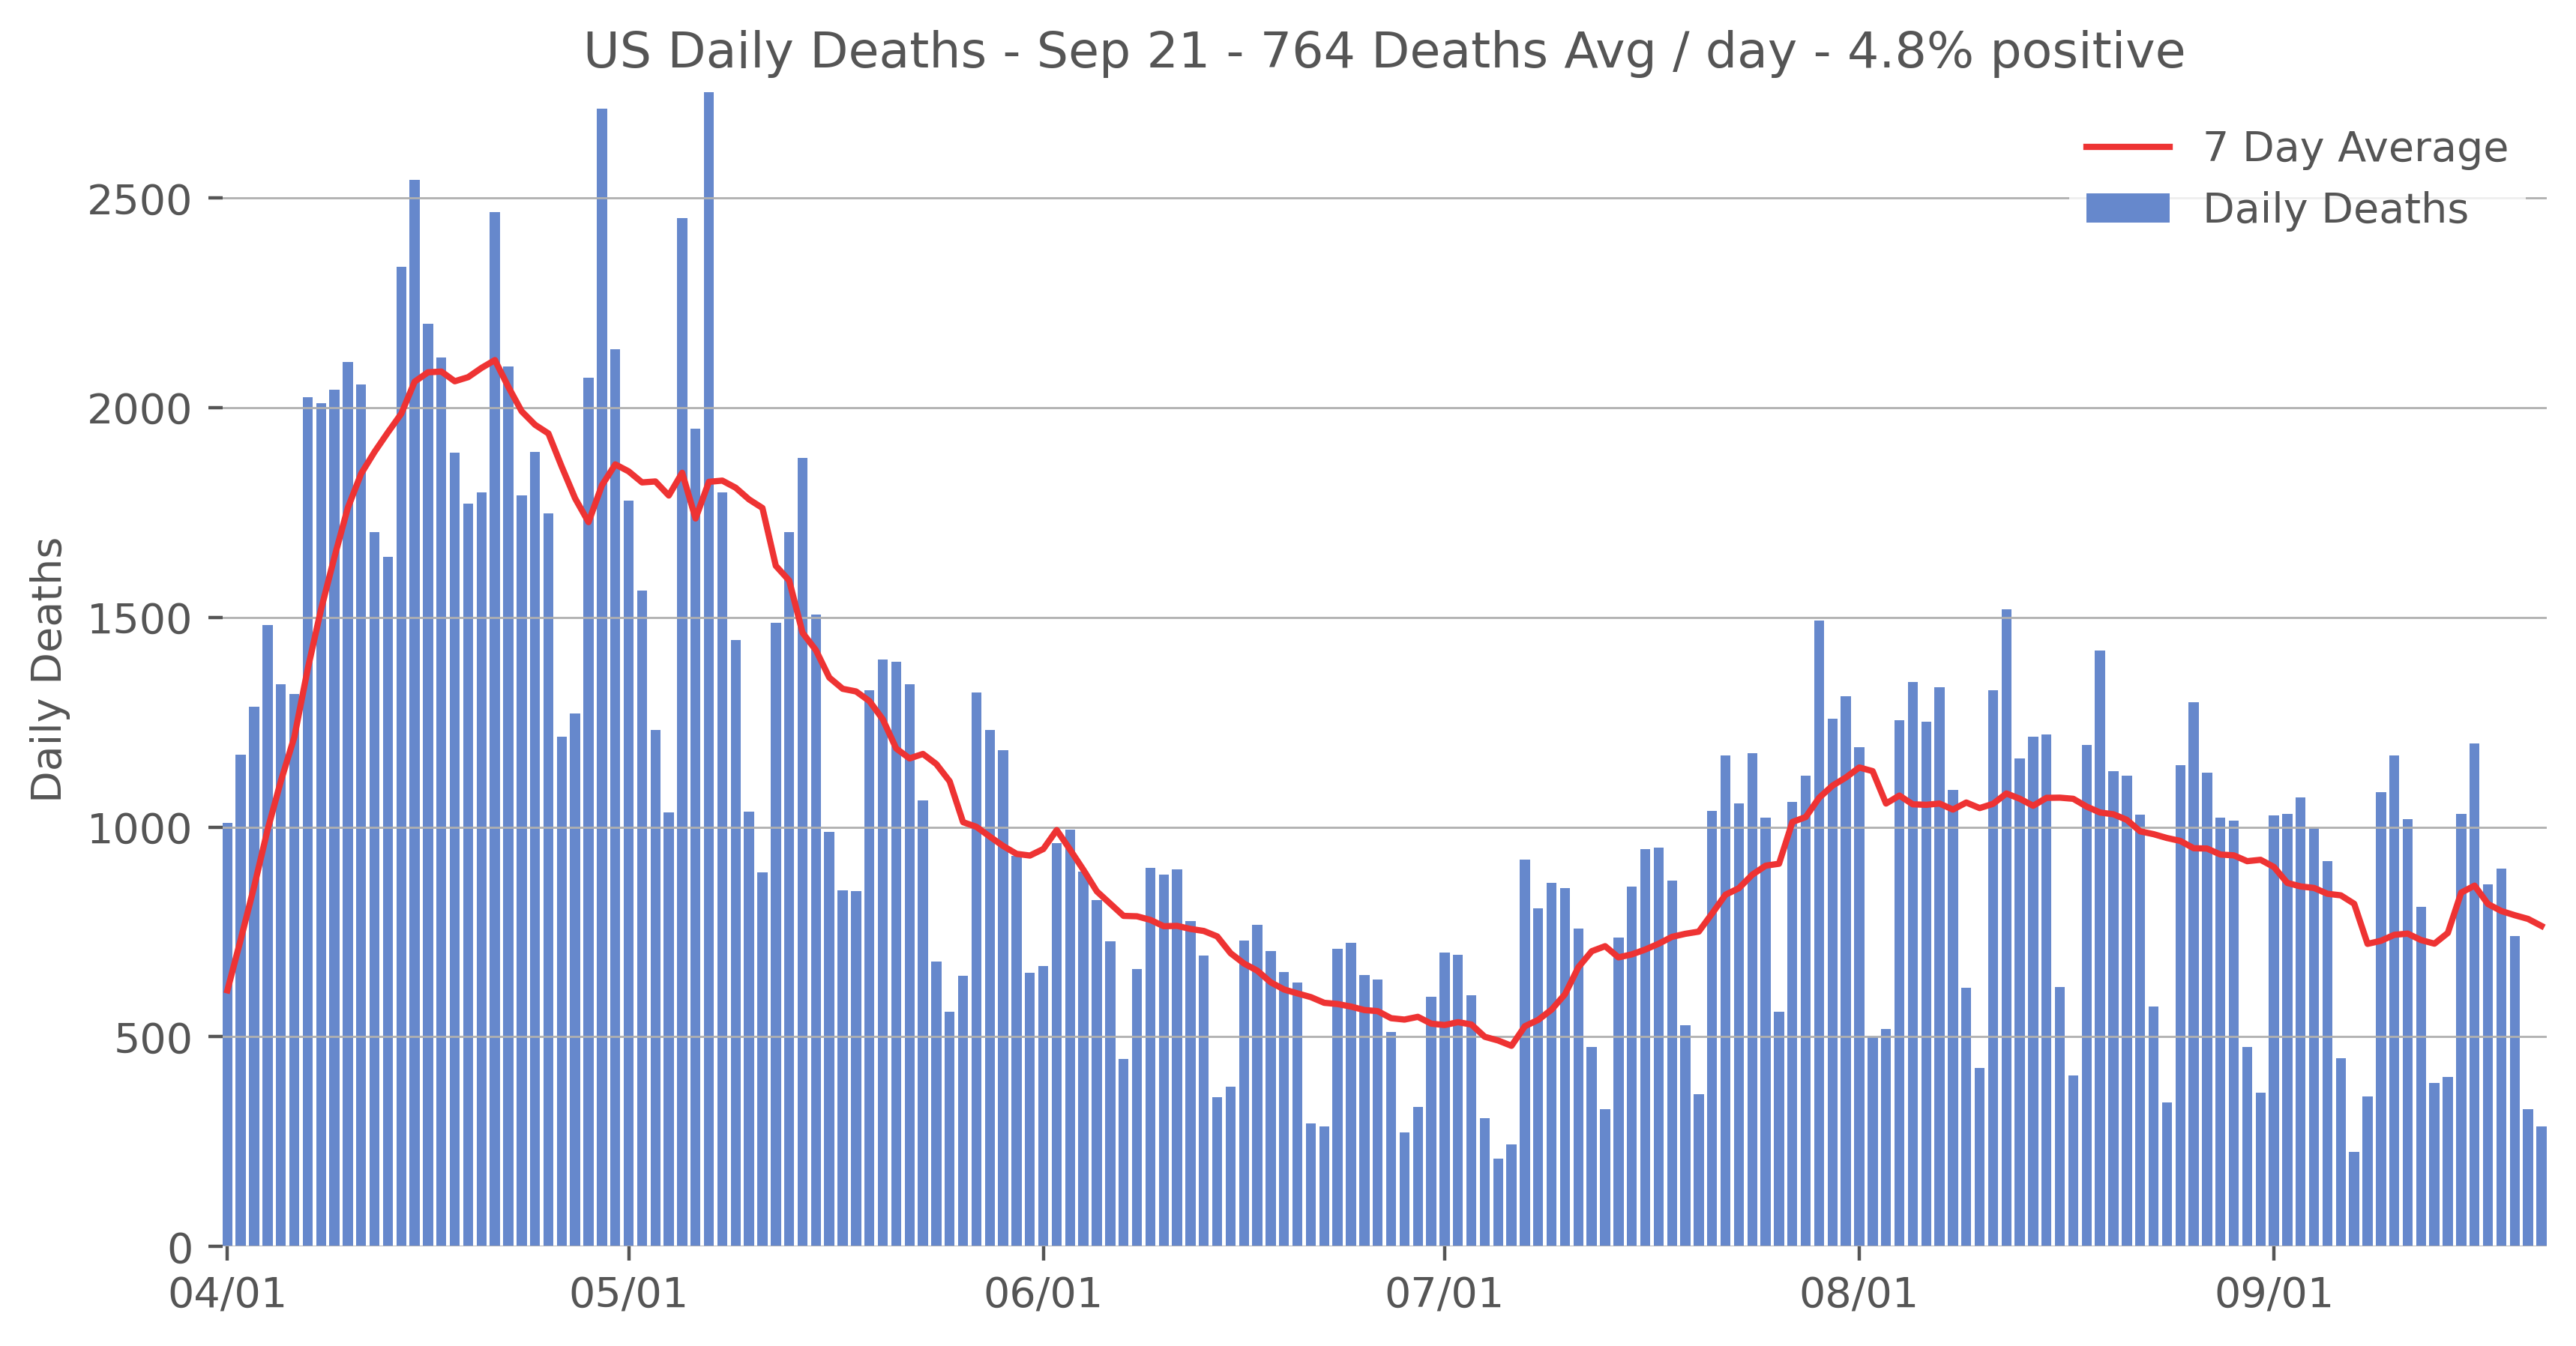 US Daily Deaths - Sep 21 - 764 Deaths Avg / day - 4.8% positive
7 Day Average
Daily Deaths
Daily Deaths
2500
2000
1500
1000
500
0
04/01 05/01 06/01 07/01 08/01 09/01